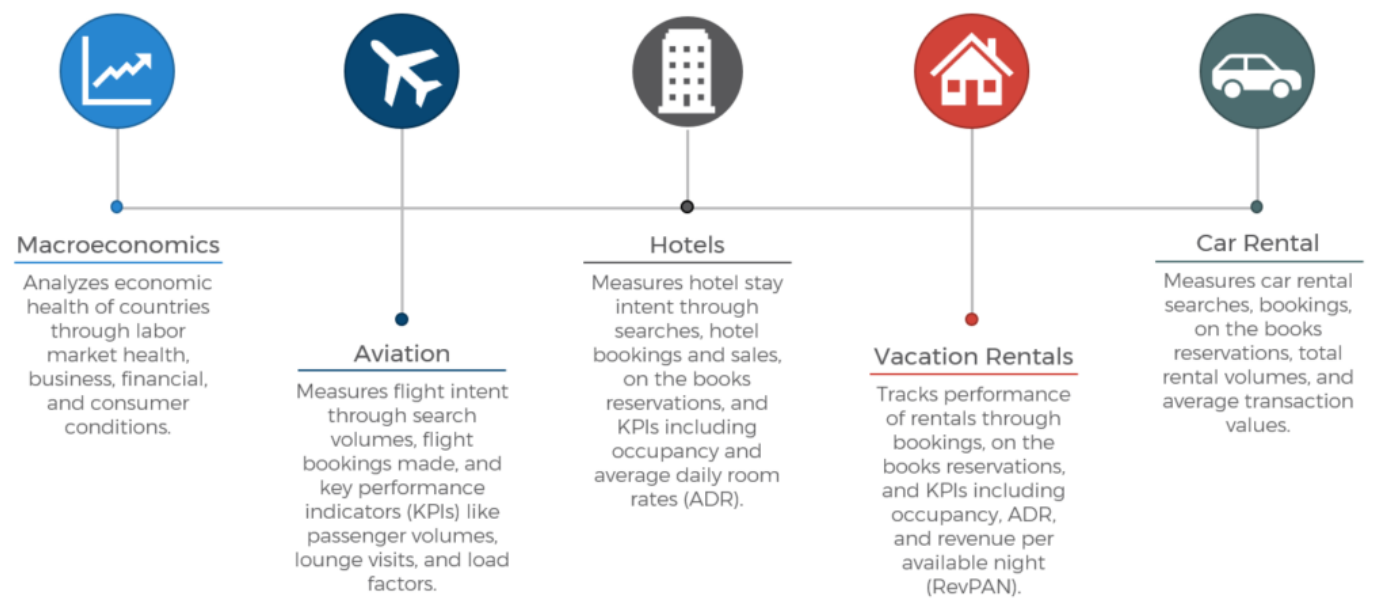 Macroeconomics
Analyzes economic
health of countries
through labor
market health,
business, financial,
and consumer
conditions.
Aviation
Measures flight intent
through search
volumes, flight
bookings made, and
key performance
indicators (KPIs) like
passenger volumes,
lounge visits, and load
factors.
Hotels
Measures hotel stay
intent through
searches, hotel
bookings and sales,
on the books
reservations, and
KPIs including
occupancy and
average daily room
rates (ADR).
Vacation Rentals
Tracks performance
of rentals through
bookings, on the
books reservations,
and KPIs including
occupancy, ADR,
and revenue per
available night
(RevPAN).
Car Rental
Measures car rental
searches, bookings,
on the books
reservations, total
rental volumes, and
average transaction
values.